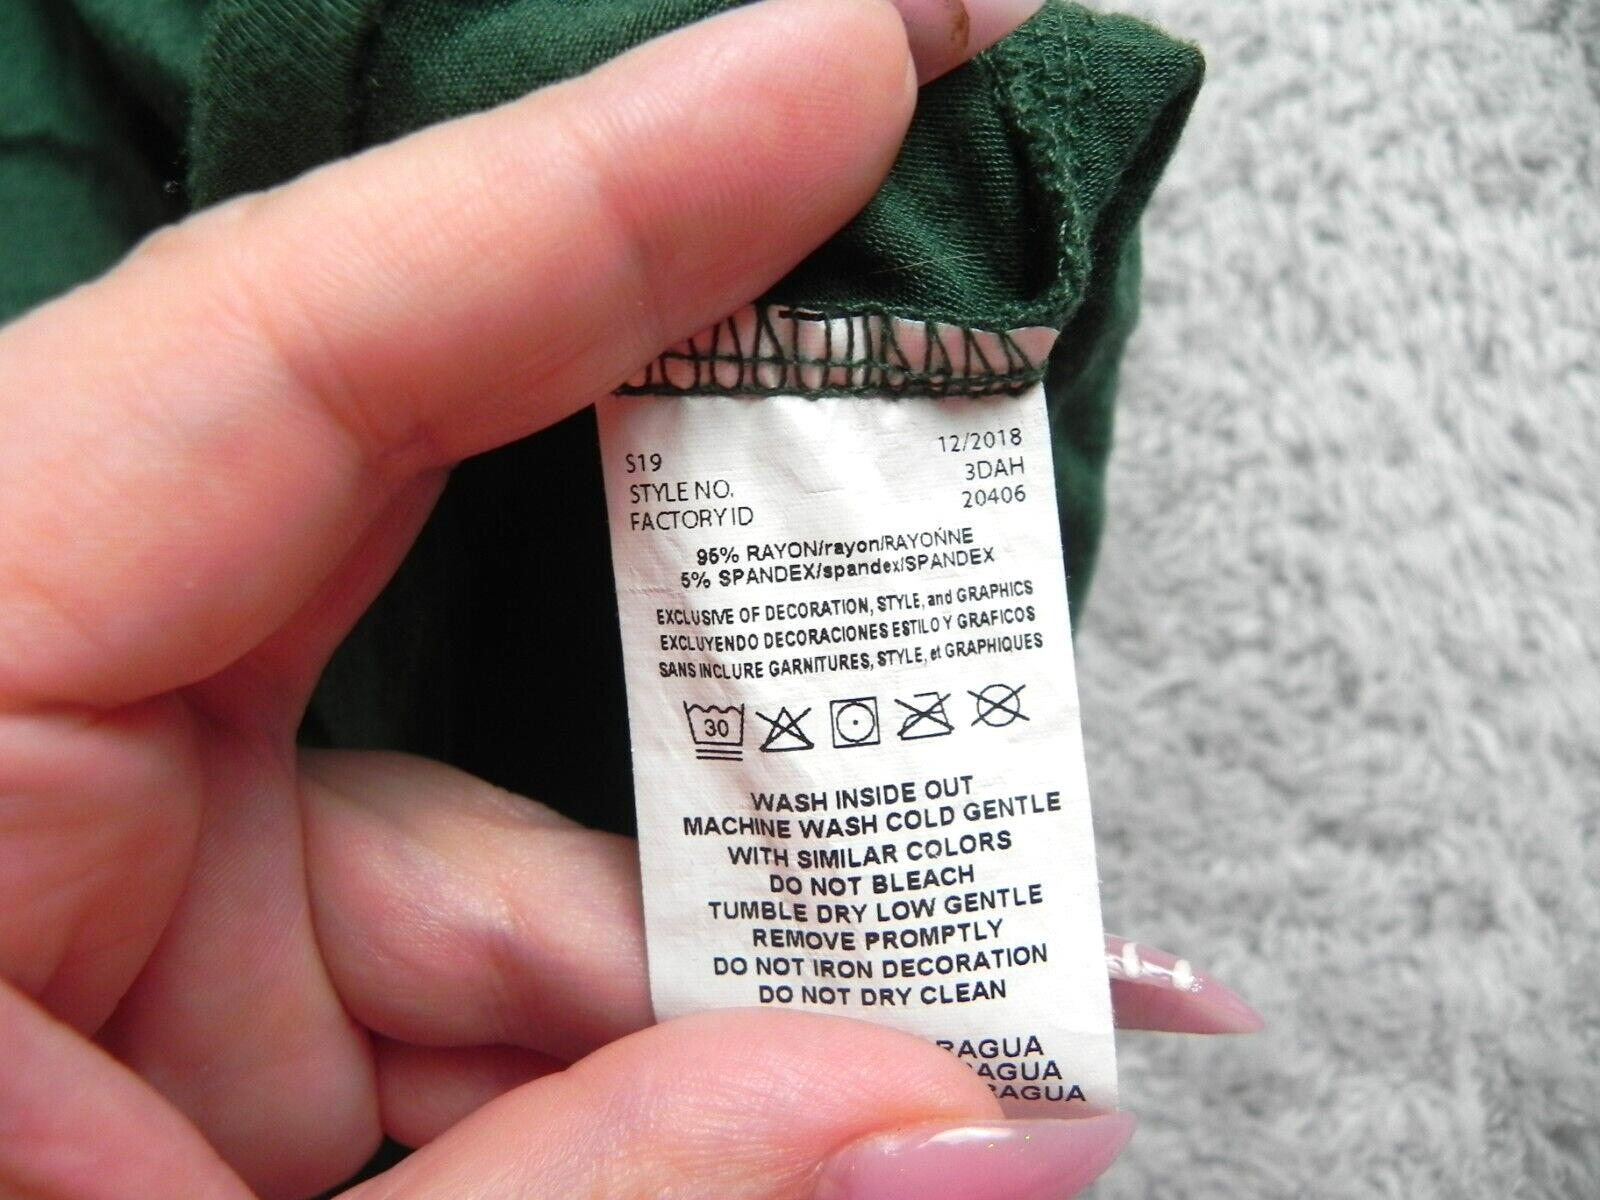 S19 12/2018
STYLE NO. 3DAH
FACTORY ID 20406
95% RAYON/rayon/RAYONNE
5% SPANDEX/spandex/SPANDEX
EXCLUSIVE OF DECORATION, STYLE, and GRAPHICS
EXCLUYENDO DECORACIONES ESTILO Y GRAFICOS
SANS INCLURE GARNITURES, STYLE, et GRAPHIQUES
30
WASH INSIDE OUT
MACHINE WASH COLD GENTLE
WITH SIMILAR COLORS
DO NOT BLEACH
TUMBLE DRY LOW GENTLE
REMOVE PROMPTLY
DO NOT IRON DECORATION
DO NOT DRY CLEAN
RAGUA
AGUA
RAGUA